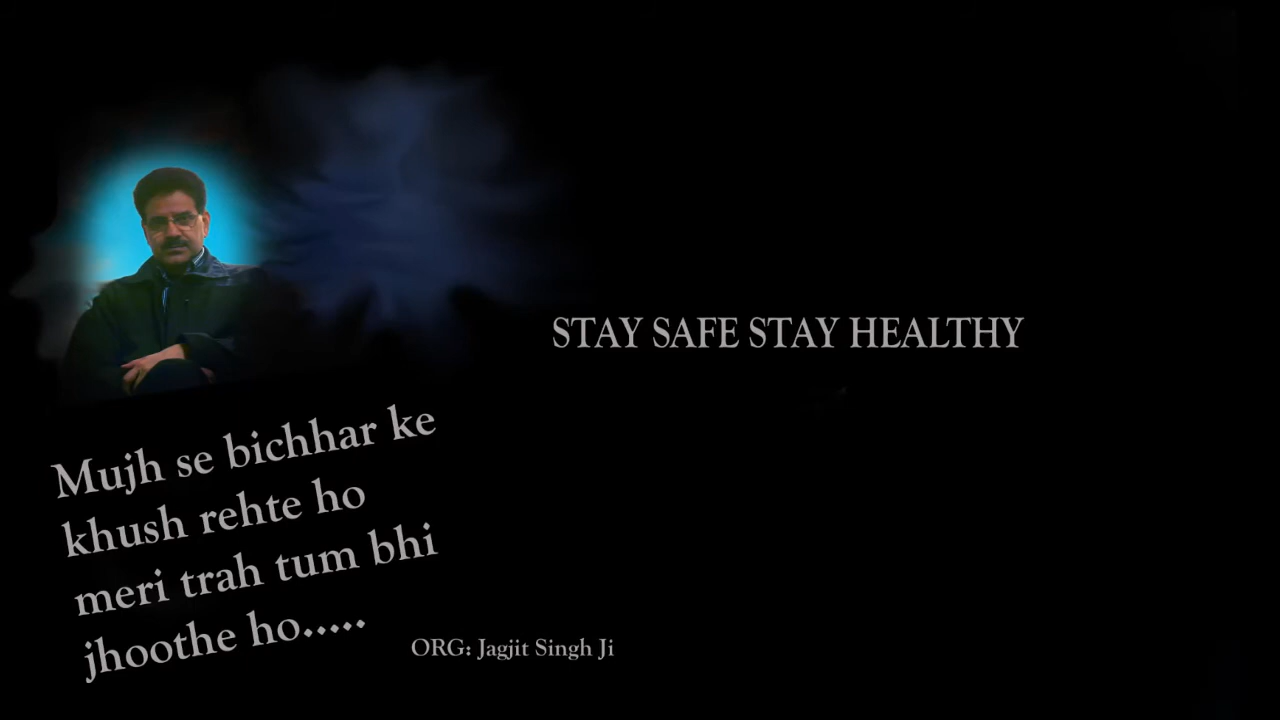 STAY SAFE STAY HEALTHY
Mujh se bichhar ke
khush rehte ho
meri trah tum bhi
jhoothe ho.....
ORG: Jagjit Singh Ji